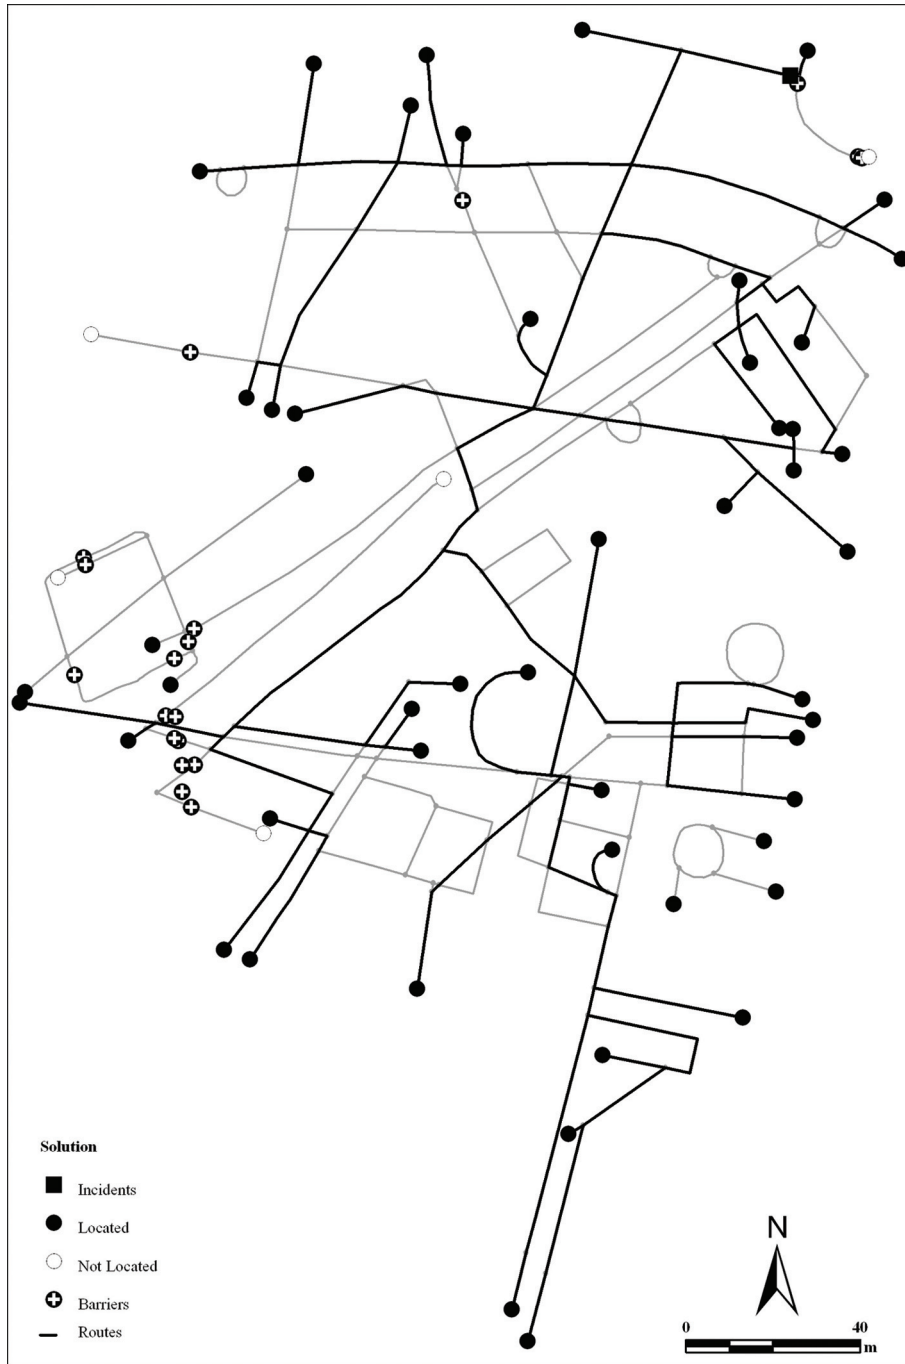 Solution
Incidents
Located
Not Located
Barriers
Routes
N
0 40
m